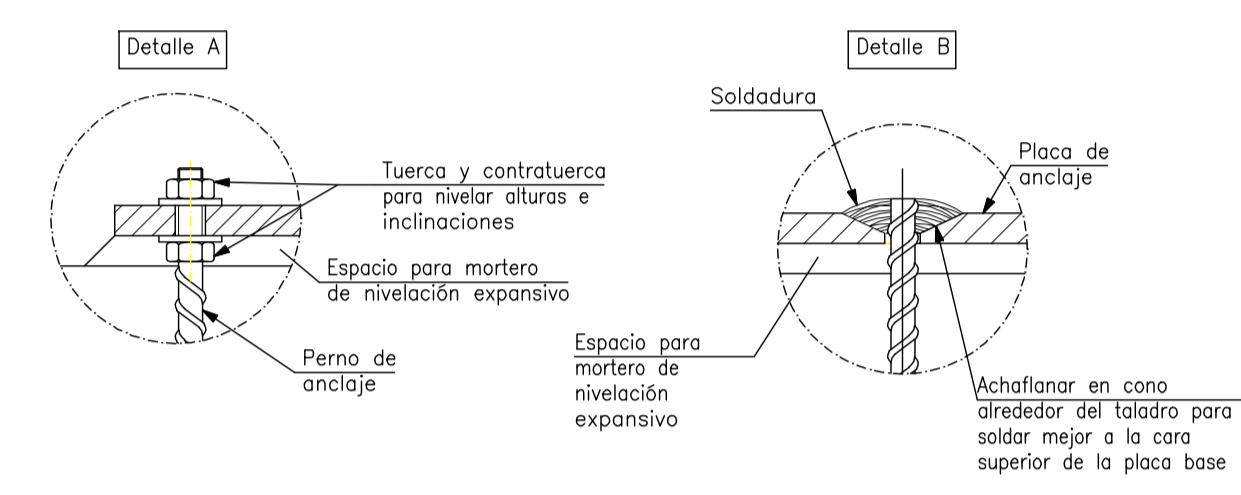 Detalle A
Tuerca y contratuerca
para nivelar alturas e
inclinaciones
Espacio para mortero
de nivelación expansivo
Perno de
anclaje
Detalle B
Soldadura
Placa de
anclaje
Espacio para
mortero de
nivelación
expansivo
Achaflanar en cono
alrededor del taladro para
soldar mejor a la cara
superior de la placa base